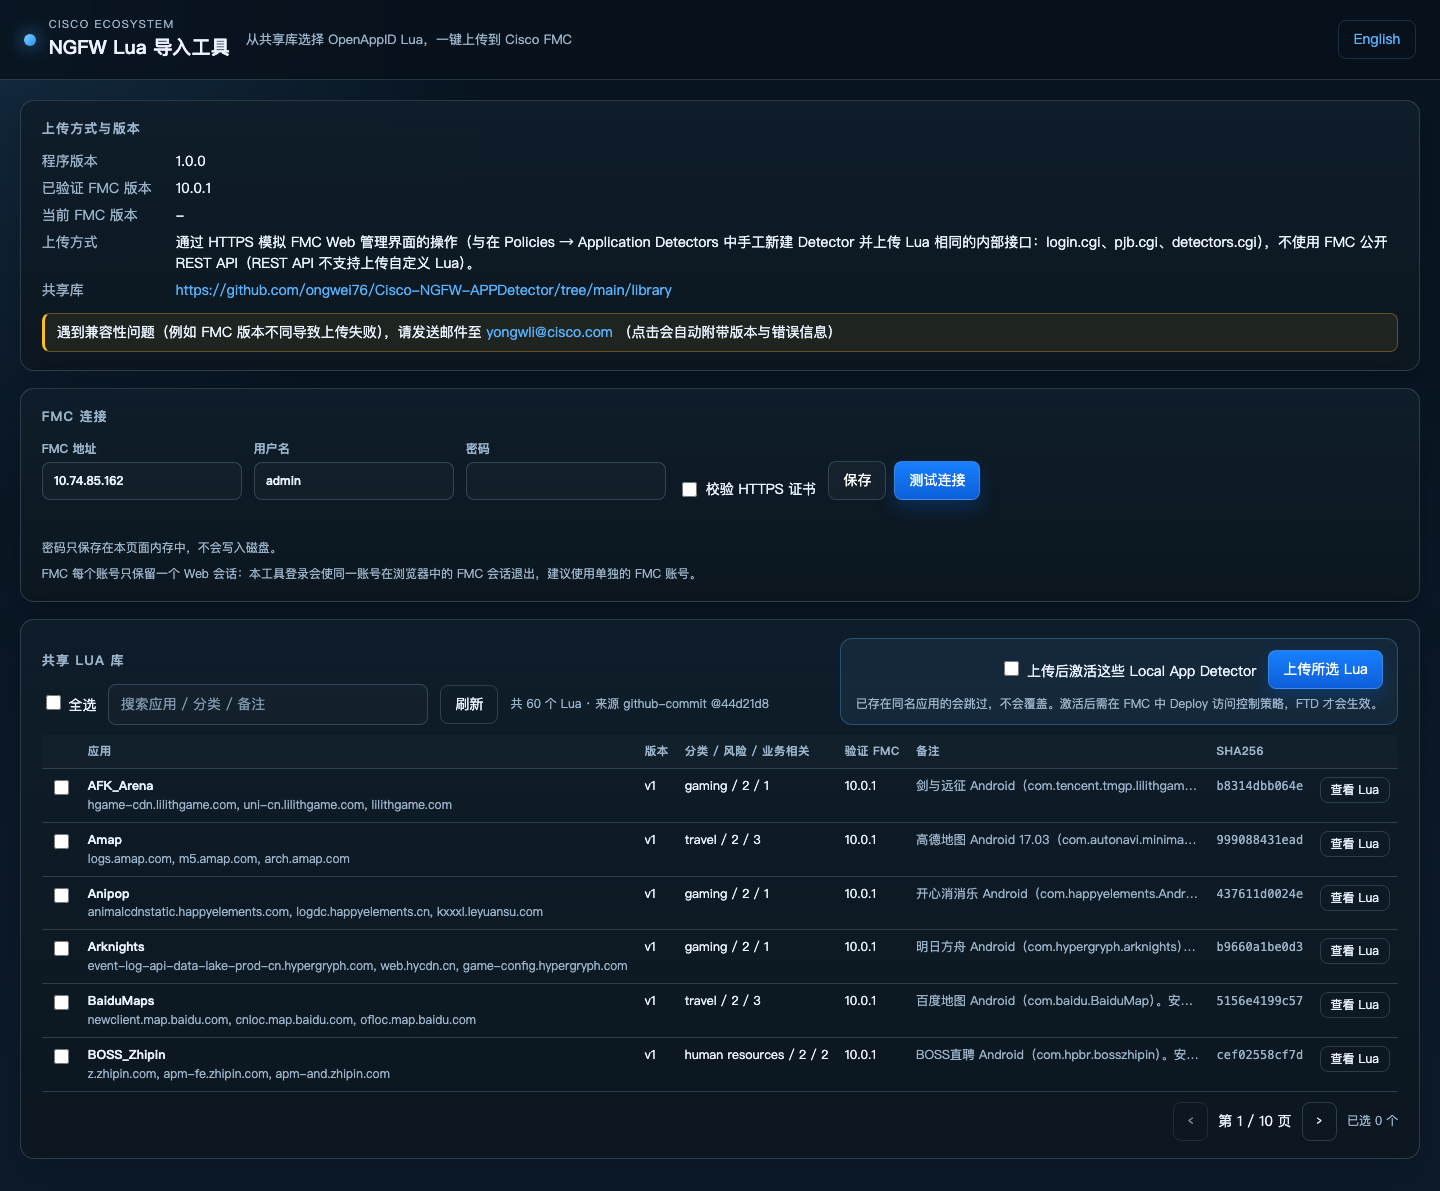 CISCO ECOSYSTEM
NGFW Lua 导入工具
从共享库选择 OpenAppID Lua，一键上传到 Cisco FMC
English
上传方式与版本
程序版本 1.0.0
已验证 FMC 版本 10.0.1
当前 FMC 版本 –
上传方式 通过 HTTPS 模拟 FMC Web 管理界面的操作（与在 Policies → Application Detectors 中手工新建 Detector 并上传 Lua 相同的内部接口：login.cgi、pjb.cgi、detectors.cgi），不使用 FMC 公开
REST API（REST API 不支持上传自定义 Lua）。
共享库 https://github.com/ongwei76/Cisco-NGFW-APPDetector/tree/main/library
遇到兼容性问题（例如 FMC 版本不同导致上传失败），请发送邮件至 yongwli@cisco.com （点击会自动附带版本与错误信息）
FMC 连接
FMC 地址 用户名 密码
10.74.85.162 admin 校验 HTTPS 证书 保存 测试连接
密码只保存在本页面内存中，不会写入磁盘。
FMC 每个账号只保留一个 Web 会话：本工具登录会使同一账号在浏览器中的 FMC 会话退出，建议使用单独的 FMC 账号。
共享 LUA 库
全选 搜索应用 / 分类 / 备注 刷新 共 60 个 Lua · 来源 github-commit @44d21d8
上传后激活这些 Local App Detector 上传所选 Lua
已存在同名应用的会跳过，不会覆盖。激活后需在 FMC 中 Deploy 访问控制策略，FTD 才会生效。
应用 版本 分类 / 风险 / 业务相关 验证 FMC 备注 SHA256
AFK_Arena v1 gaming / 2 / 1 10.0.1 剑与远征 Android（com.tencent.tmgp.lilithgam... b8314dbb064e 查看 Lua
hgame-cdn.lilithgame.com, uni-cn.lilithgame.com, lilithgame.com
Amap v1 travel / 2 / 3 10.0.1 高德地图 Android 17.03（com.autonavi.minima... 999088431ead 查看 Lua
logs.amap.com, m5.amap.com, arch.amap.com
Anipop v1 gaming / 2 / 1 10.0.1 开心消消乐 Android（com.happyelements.Andr... 437611d0024e 查看 Lua
animalcdnstatic.happyelements.com, logdc.happyelements.cn, kxxxl.leyuansu.com
Arknights v1 gaming / 2 / 1 10.0.1 明日方舟 Android（com.hypergryph.arknights）... b9660a1be0d3 查看 Lua
event-log-api-data-lake-prod-cn.hypergryph.com, web.hycdn.cn, game-config.hypergryph.com
BaiduMaps v1 travel / 2 / 3 10.0.1 百度地图 Android（com.baidu.BaiduMap）。安... 5156e4199c57 查看 Lua
newclient.map.baidu.com, cnloc.map.baidu.com, ofloc.map.baidu.com
BOSS_Zhipin v1 human resources / 2 / 2 10.0.1 BOSS直聘 Android（com.hpbr.bosszhipin）。安... cef02558cf7d 查看 Lua
z.zhipin.com, apm-fe.zhipin.com, apm-and.zhipin.com
‹ 第 1 / 10 页 › 已选 0 个